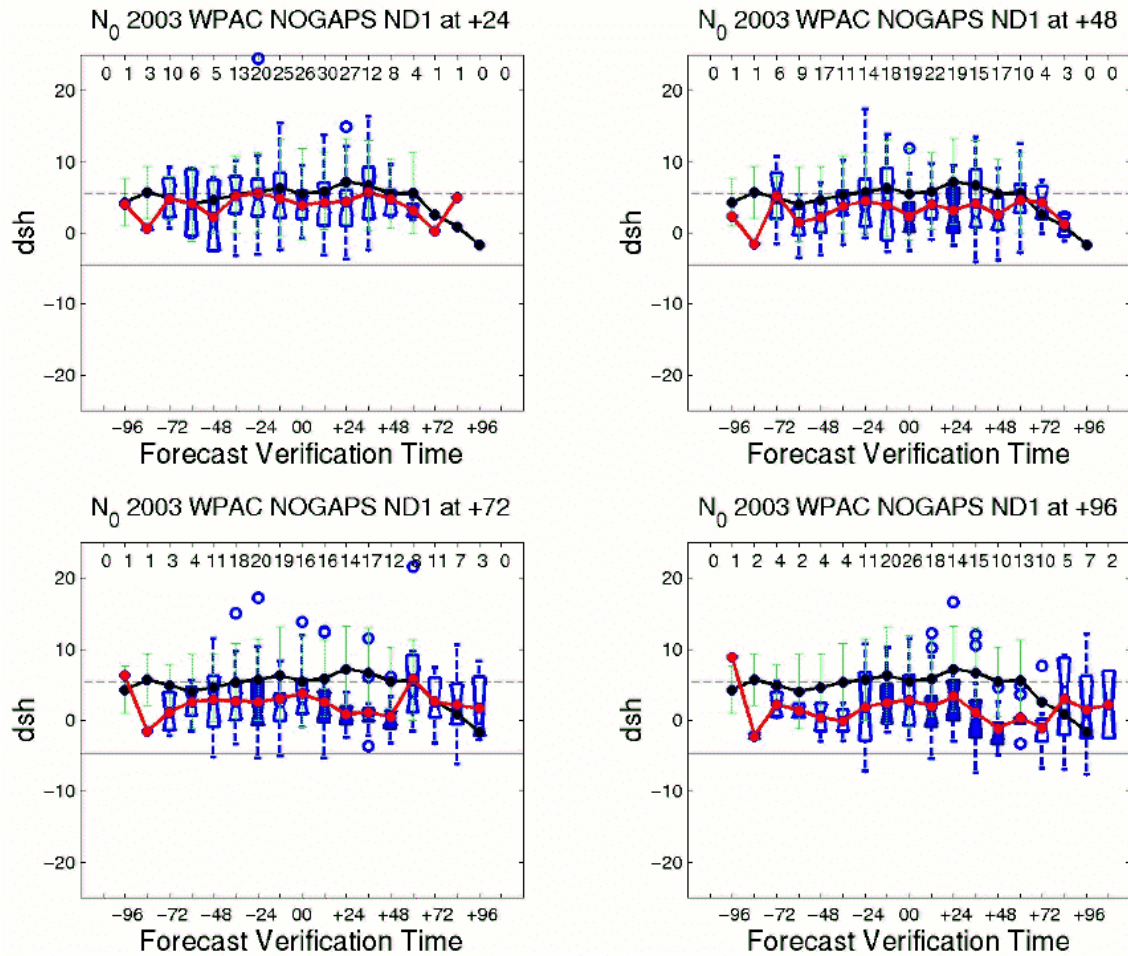 N₀ 2003 WPAC NOGAPS ND1 at +24
0 1 3 10 6 5 13 20 25 26 30 27 12 8 4 1 1 0 0
20
10
0
−10
−20
dsh
−96 −72 −48 −24 00 +24 +48 +72 +96
Forecast Verification Time
N₀ 2003 WPAC NOGAPS ND1 at +48
0 1 1 6 9 17 11 14 18 19 22 19 15 17 10 4 3 0 0
20
10
0
−10
−20
dsh
−96 −72 −48 −24 00 +24 +48 +72 +96
Forecast Verification Time
N₀ 2003 WPAC NOGAPS ND1 at +72
0 1 1 3 4 11 18 20 19 16 16 14 17 12 8 11 7 3 0
20
10
0
−10
−20
dsh
−96 −72 −48 −24 00 +24 +48 +72 +96
Forecast Verification Time
N₀ 2003 WPAC NOGAPS ND1 at +96
0 1 2 4 2 4 4 11 20 26 18 14 15 10 13 10 5 7 2
20
10
0
−10
−20
dsh
−96 −72 −48 −24 00 +24 +48 +72 +96
Forecast Verification Time